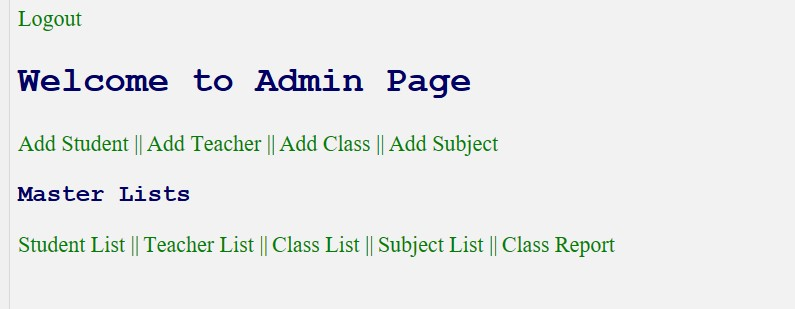 Logout
Welcome to Admin Page
Add Student || Add Teacher || Add Class || Add Subject
Master Lists
Student List || Teacher List || Class List || Subject List || Class Report